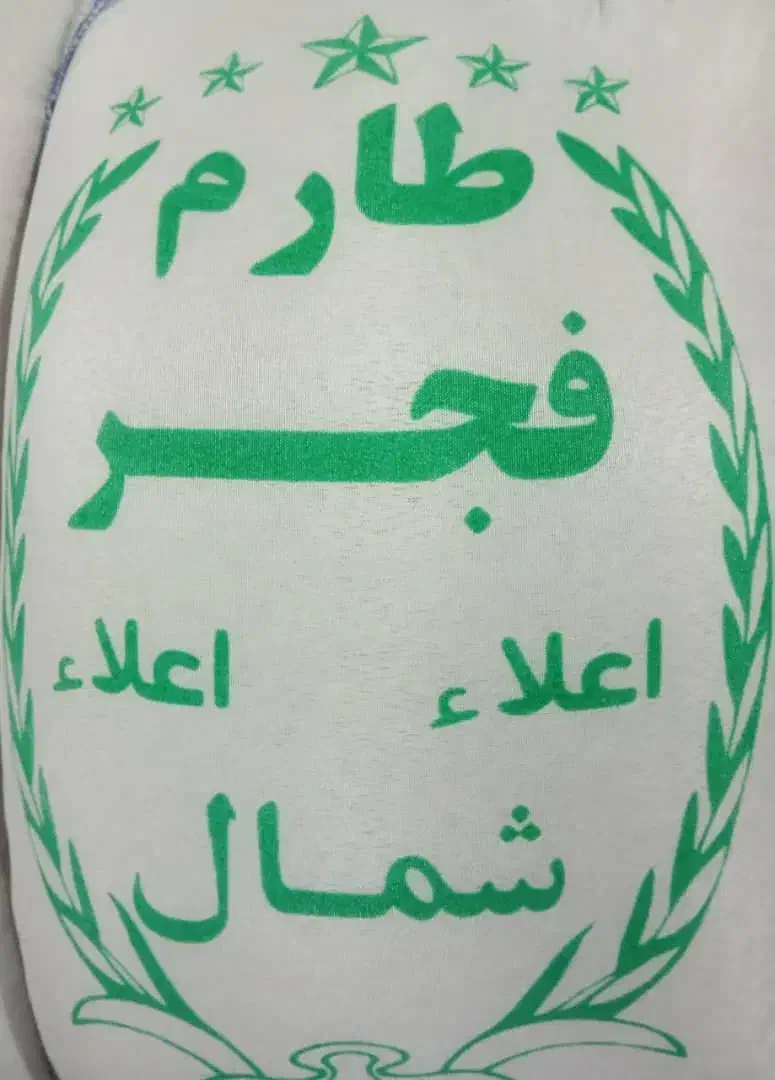 طارم
فجر
اعلاء اعلاء
شمال